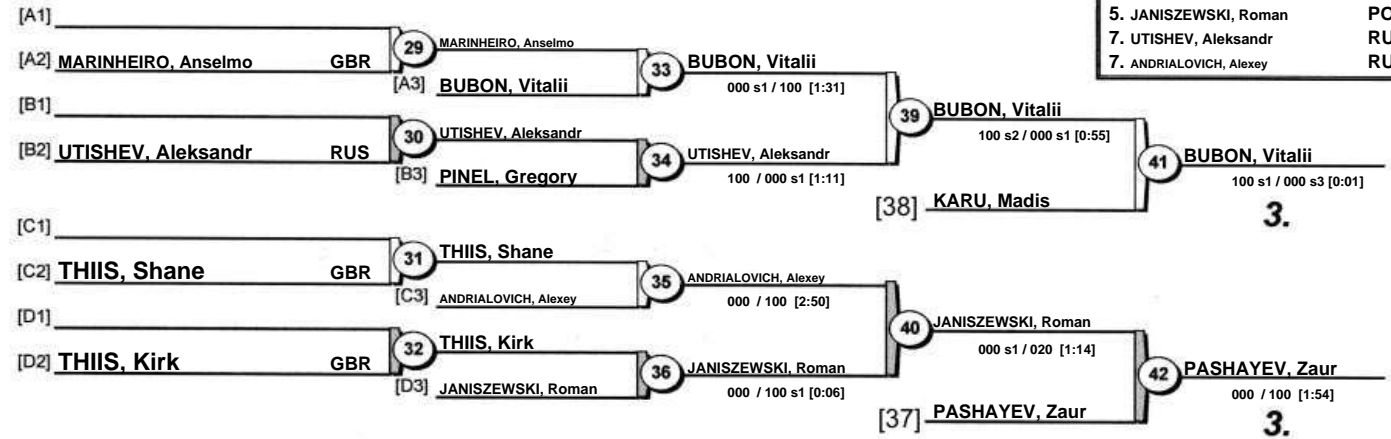 [A1]
[A2] MARINHEIRO, Anselmo GBR
29
MARINHEIRO, Anselmo
[A3] BUBON, Vitalii
33
BUBON, Vitalii
000 s1 / 100 [1:31]
[B1]
[B2] UTISHEV, Aleksandr RUS
30
UTISHEV, Aleksandr
[B3] PINEL, Gregory
34
UTISHEV, Aleksandr
100 / 000 s1 [1:11]
39
BUBON, Vitalii
100 s2 / 000 s1 [0:55]
[38] KARU, Madis
41
BUBON, Vitalii
100 s1 / 000 s3 [0:01]
3.
[C1]
[C2] THIIS, Shane GBR
31
THIIS, Shane
[C3] ANDRIALOVICH, Alexey
35
ANDRIALOVICH, Alexey
000 / 100 [2:50]
[D1]
[D2] THIIS, Kirk GBR
32
THIIS, Kirk
[D3] JANISZEWSKI, Roman
36
JANISZEWSKI, Roman
000 / 100 s1 [0:06]
40
JANISZEWSKI, Roman
000 s1 / 020 [1:14]
[37] PASHAYEV, Zaur
42
PASHAYEV, Zaur
000 / 100 [1:54]
3.
5. JANISZEWSKI, Roman PO
7. UTISHEV, Aleksandr RU
7. ANDRIALOVICH, Alexey RU